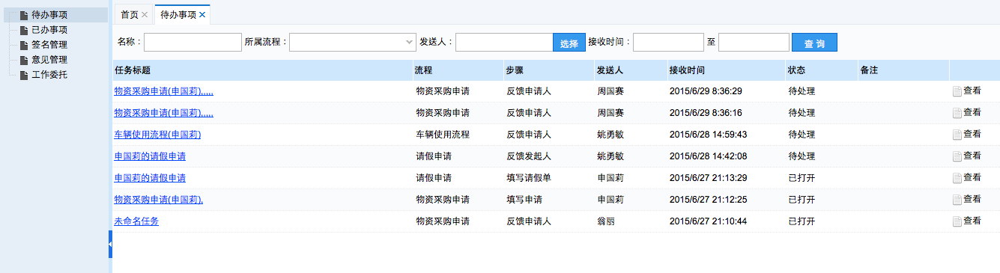 待办事项
已办事项
签名管理
意见管理
工作委托
首页 待办事项
名称： 所属流程： 发送人： 选择 接收时间： 至 查 询
任务标题 流程 步骤 发送人 接收时间 状态 备注
物资采购申请(申国莉),,,,, 物资采购申请 反馈申请人 周国赛 2015/6/29 8:36:29 待处理 查看
物资采购申请(申国莉),,,,, 物资采购申请 反馈申请人 周国赛 2015/6/29 8:36:16 待处理 查看
车辆使用流程(申国莉) 车辆使用流程 反馈申请人 姚勇敏 2015/6/28 14:59:43 待处理 查看
申国莉的请假申请 请假申请 反馈发起人 姚勇敏 2015/6/28 14:42:08 待处理 查看
申国莉的请假申请 请假申请 填写请假单 申国莉 2015/6/27 21:13:29 已打开 查看
物资采购申请(申国莉), 物资采购申请 填写申请 申国莉 2015/6/27 21:12:25 已打开 查看
未命名任务 物资采购申请 反馈申请人 翁丽 2015/6/27 21:10:44 已打开 查看